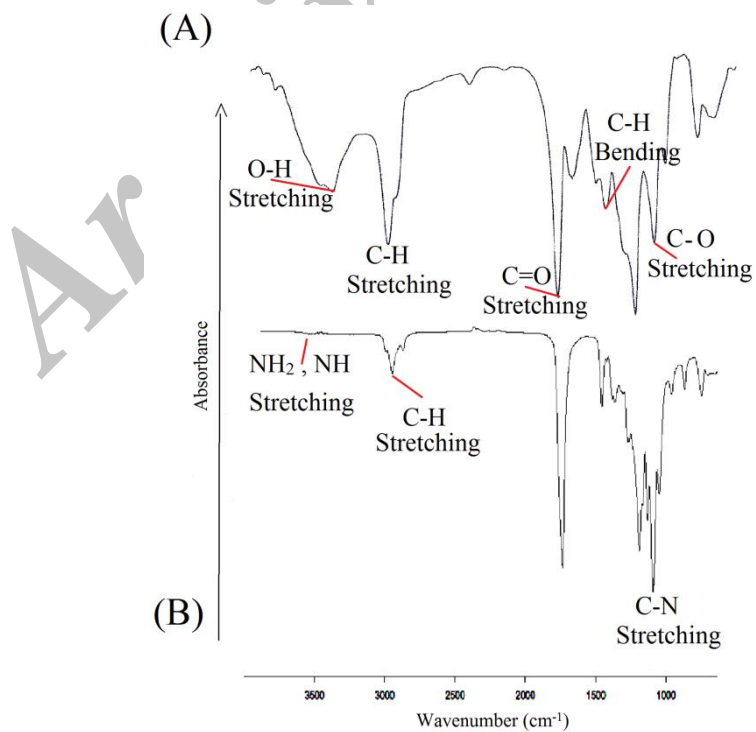 (A)
C-H
Bending
O-H
Stretching
C-H
Stretching
C=O
Stretching
C- O
Stretching
NH₂ , NH
Stretching
C-H
Stretching
Absorbance
(B)
C-N
Stretching
3500 3000 2500 2000 1500 1000
Wavenumber (cm⁻¹)